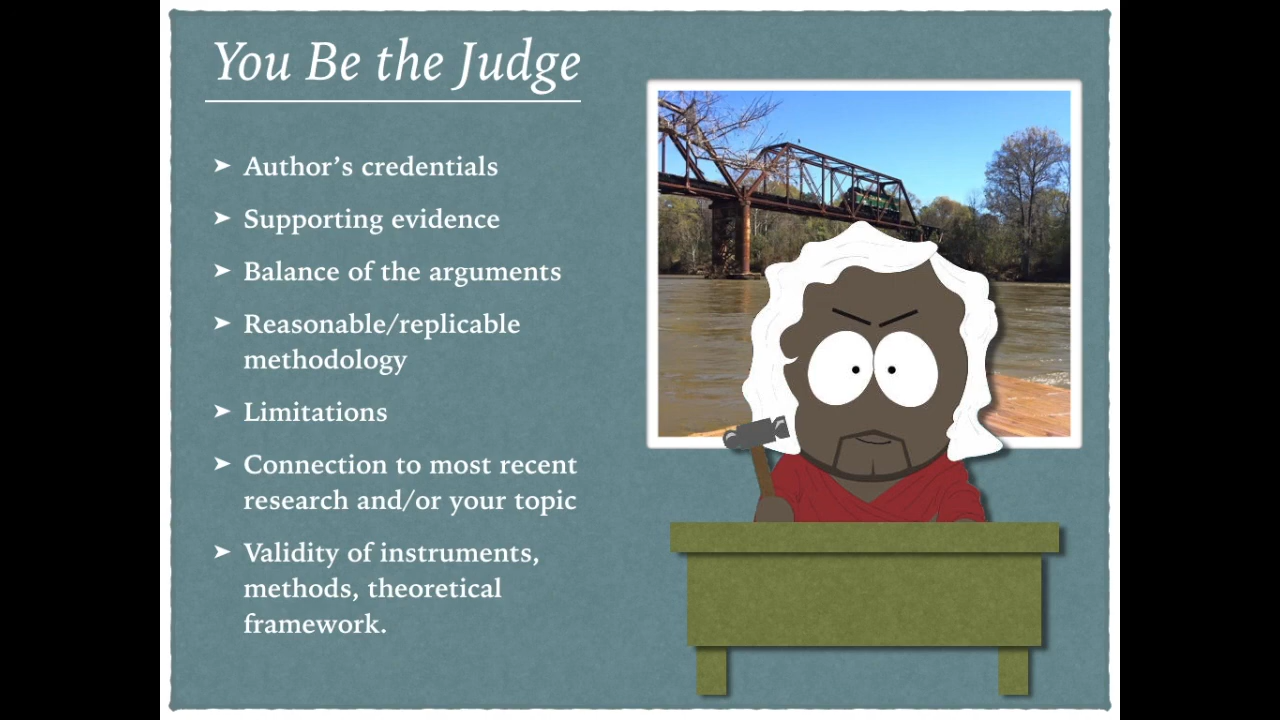 You Be the Judge
➤ Author’s credentials
➤ Supporting evidence
➤ Balance of the arguments
➤ Reasonable/replicable
methodology
➤ Limitations
➤ Connection to most recent
research and/or your topic
➤ Validity of instruments,
methods, theoretical
framework.